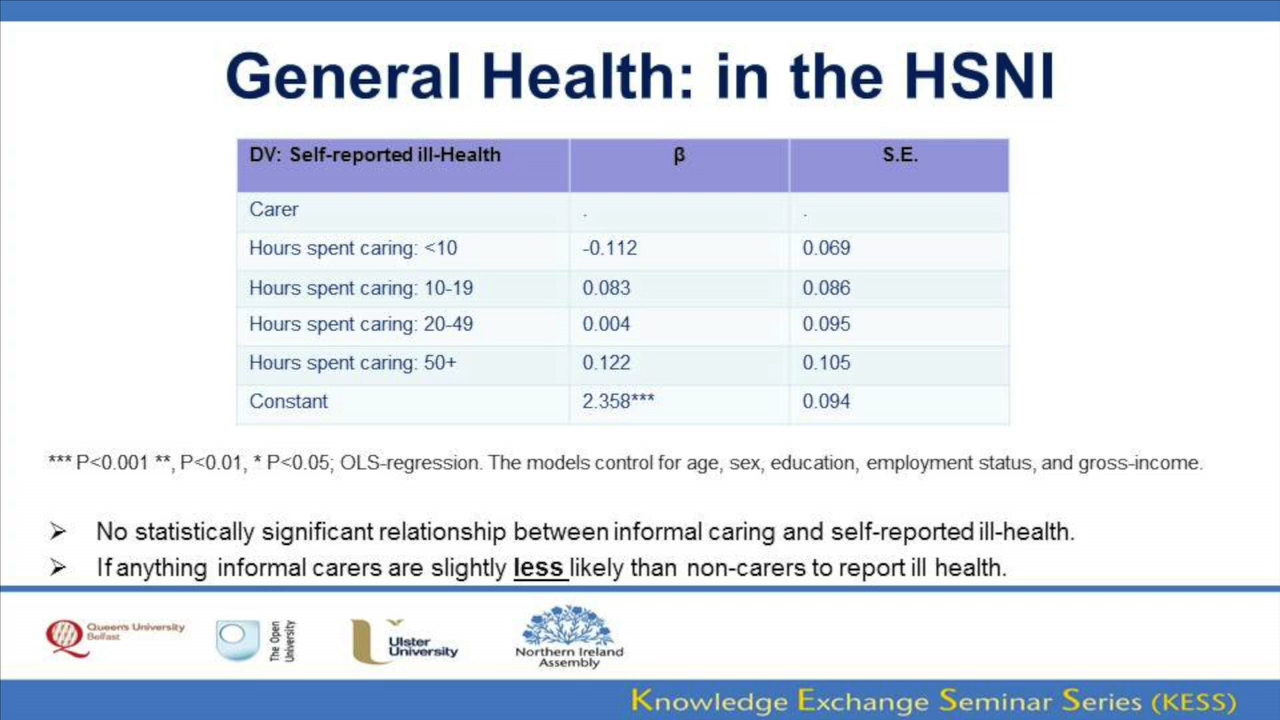 General Health: in the HSNI
DV: Self-reported ill-Health β S.E.
Carer . .
Hours spent caring: <10 -0.112 0.069
Hours spent caring: 10-19 0.083 0.086
Hours spent caring: 20-49 0.004 0.095
Hours spent caring: 50+ 0.122 0.105
Constant 2.358*** 0.094
*** P<0.001 **, P<0.01, * P<0.05; OLS-regression. The models control for age, sex, education, employment status, and gross-income.
➢ No statistically significant relationship between informal caring and self-reported ill-health.
➢ If anything informal carers are slightly less likely than non-carers to report ill health.
Queen's University
Belfast
The Open
University
Ulster
University
Northern Ireland
Assembly
Knowledge Exchange Seminar Series (KESS)